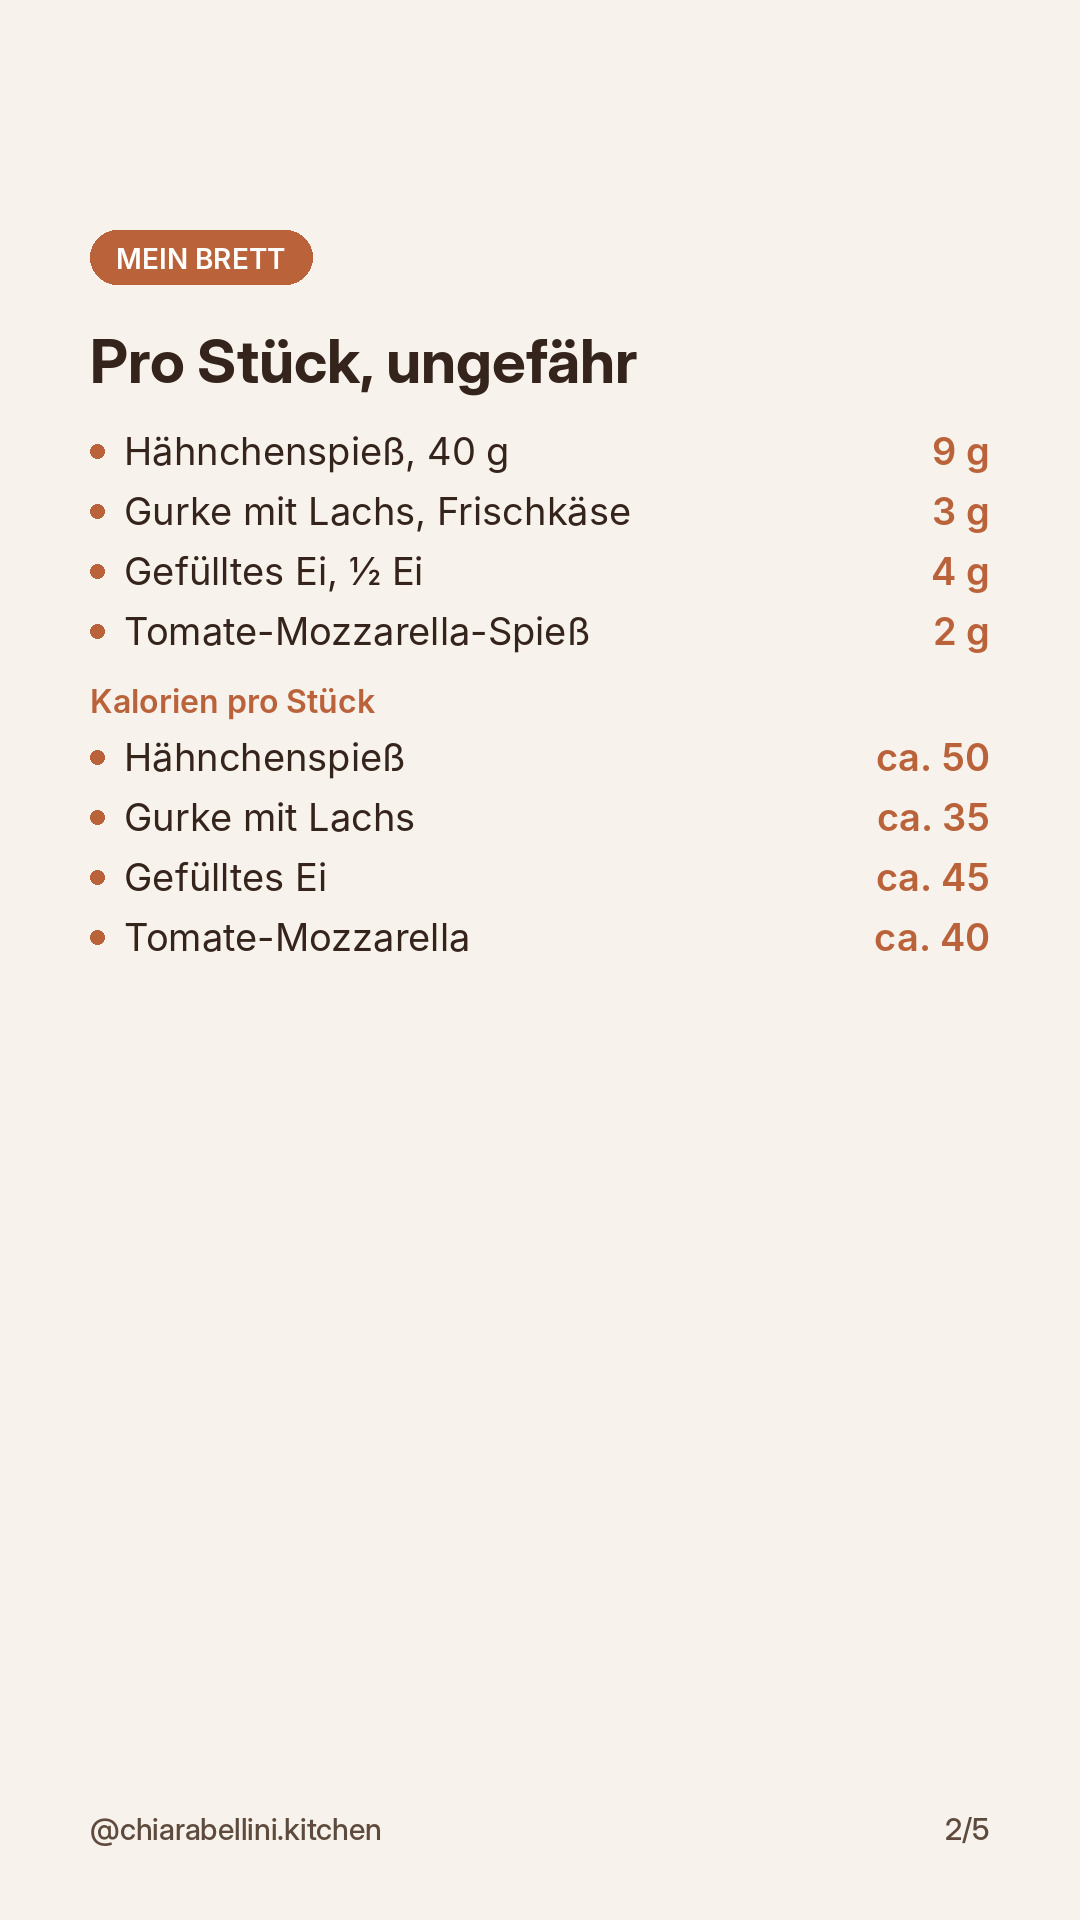 MEIN BRETT
Pro Stück, ungefähr
• Hähnchenspieß, 40 g 9 g
• Gurke mit Lachs, Frischkäse 3 g
• Gefülltes Ei, ½ Ei 4 g
• Tomate-Mozzarella-Spieß 2 g
Kalorien pro Stück
• Hähnchenspieß ca. 50
• Gurke mit Lachs ca. 35
• Gefülltes Ei ca. 45
• Tomate-Mozzarella ca. 40
@chiarabellini.kitchen 2/5